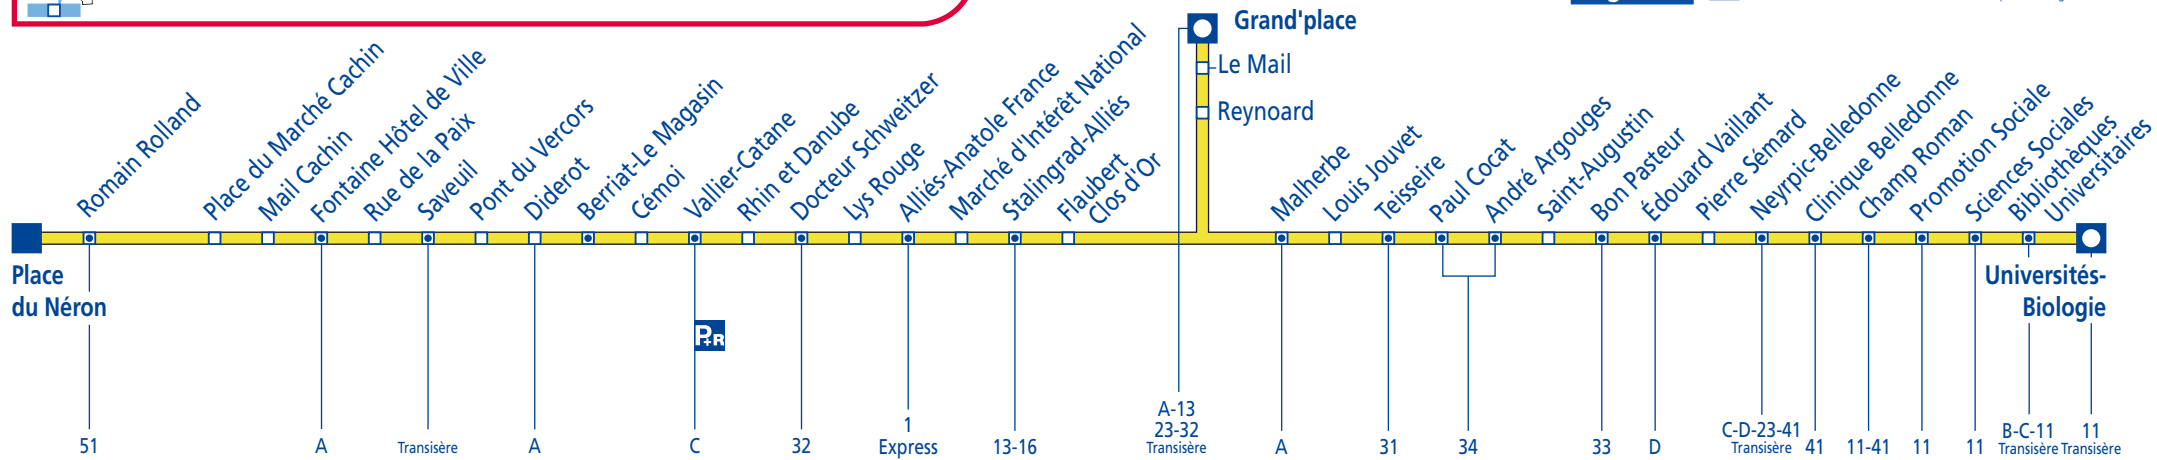 Grand'place
Le Mail
Reynoard
Romain Rolland
Place du Marché Cachin
Mail Cachin
Fontaine Hôtel de Ville
Rue de la Paix
Saveuil
Pont du Vercors
Diderot
Berriat-Le Magasin
Cémoi
Vallier-Catane
Rhin et Danube
Docteur Schweitzer
Lys Rouge
Alliés-Anatole France
Marché d'Intérêt National
Stalingrad-Alliés
Flaubert
Clos d'Or
Malherbe
Louis Jouvet
Teisseire
Paul Cocat
André Argouges
Saint-Augustin
Bon Pasteur
Édouard Vaillant
Pierre Sémard
Neyrpic-Belledonne
Clinique Belledonne
Champ Roman
Promotion Sociale
Sciences Sociales
Bibliothèques
Universitaires
Place
du Néron
Universités-
Biologie
P+R
51
A
Transisère
A
C
32
1
Express
13-16
A-13
23-32
Transisère
A
31
34
33
D
C-D-23-41
Transisère
41
11-41
11
11
B-C-11
Transisère
11
Transisère